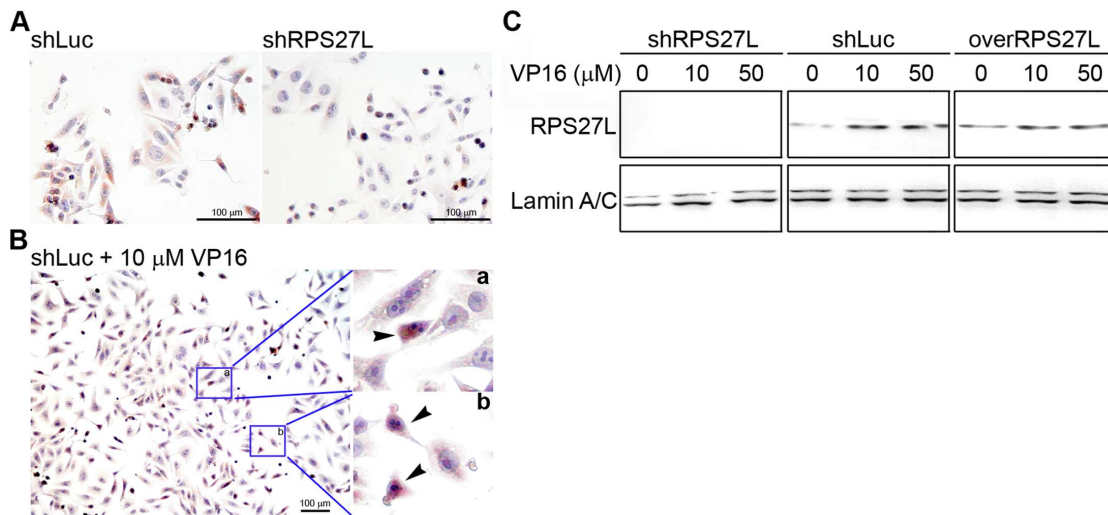 A
shLuc
shRPS27L
100 μm
100 μm
B
shLuc + 10 μM VP16
a
b
100 μm
a
b
C
shRPS27L
shLuc
overRPS27L
VP16 (μM)
0 10 50 0 10 50 0 10 50
RPS27L
Lamin A/C